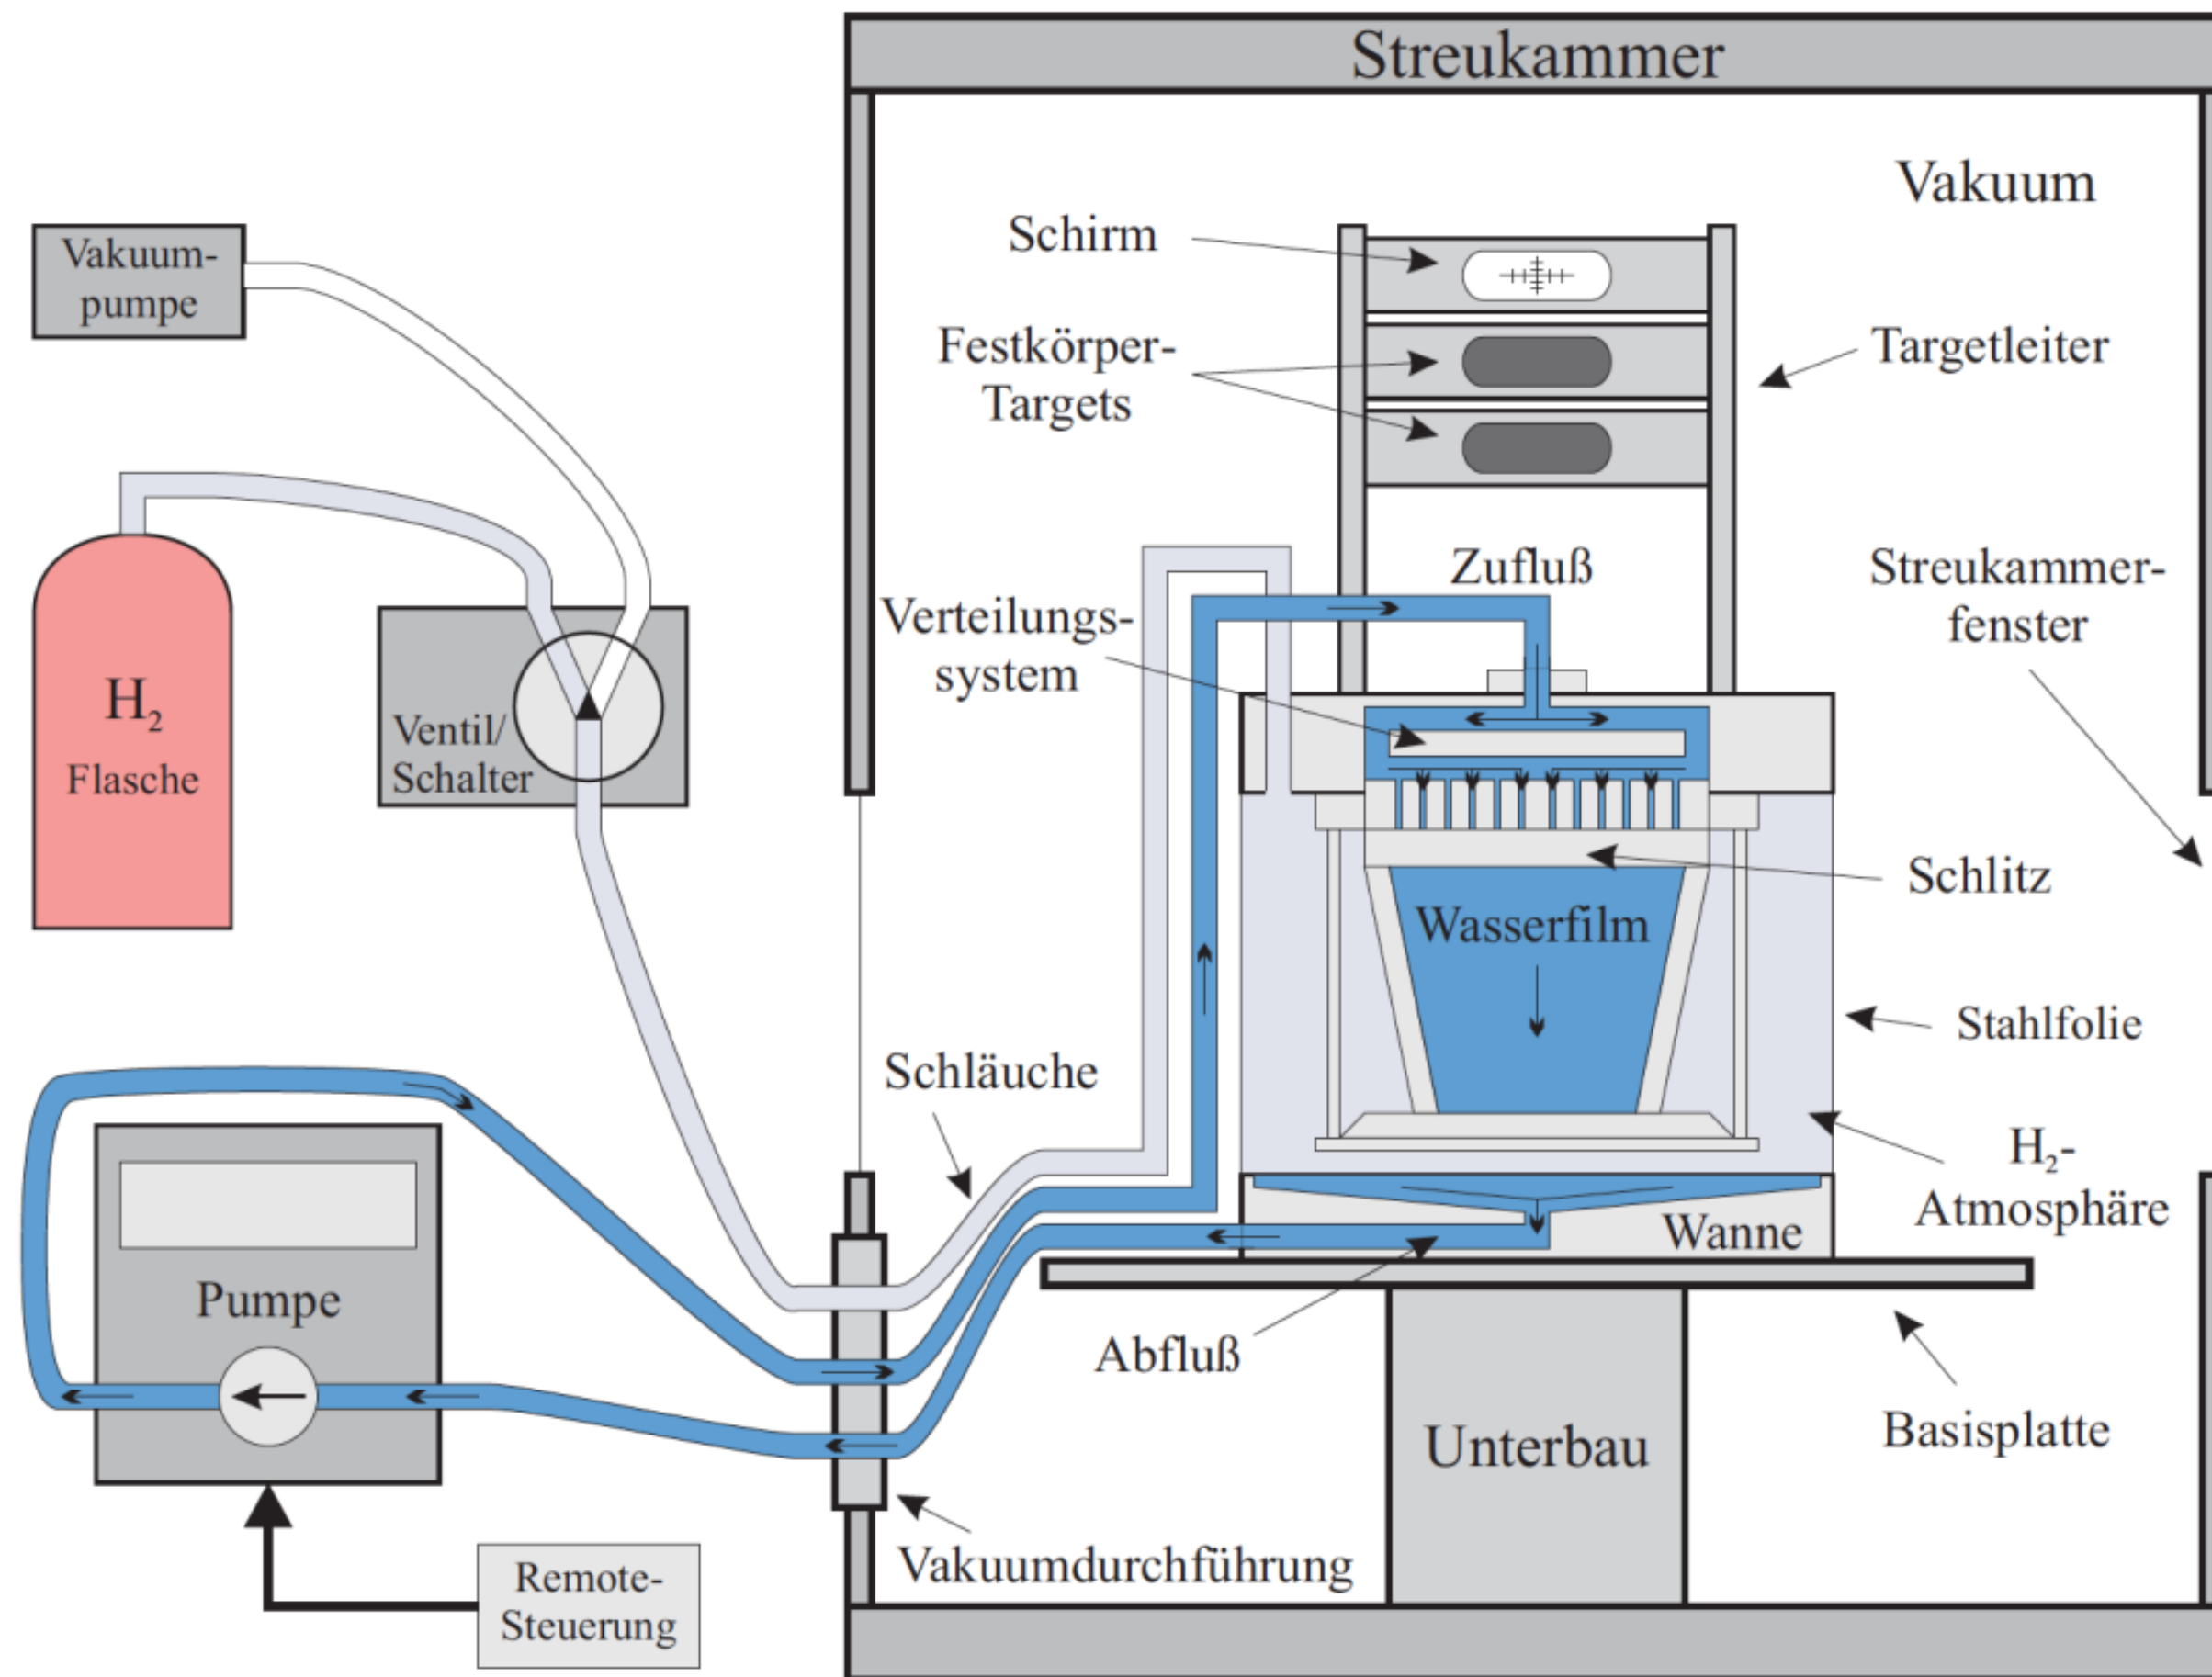 Streukammer
Vakuum
Vakuum-
pumpe
Schirm
Festkörper-
Targets
Targetleiter
H₂
Flasche
Ventil/
Schalter
Zufluß
Verteilungs-
system
Streukammer-
fenster
Schlitz
Wasserfilm
Stahlfolie
Schläuche
H₂-
Atmosphäre
Wanne
Pumpe
Abfluß
Basisplatte
Unterbau
Vakuumdurchführung
Remote-
Steuerung